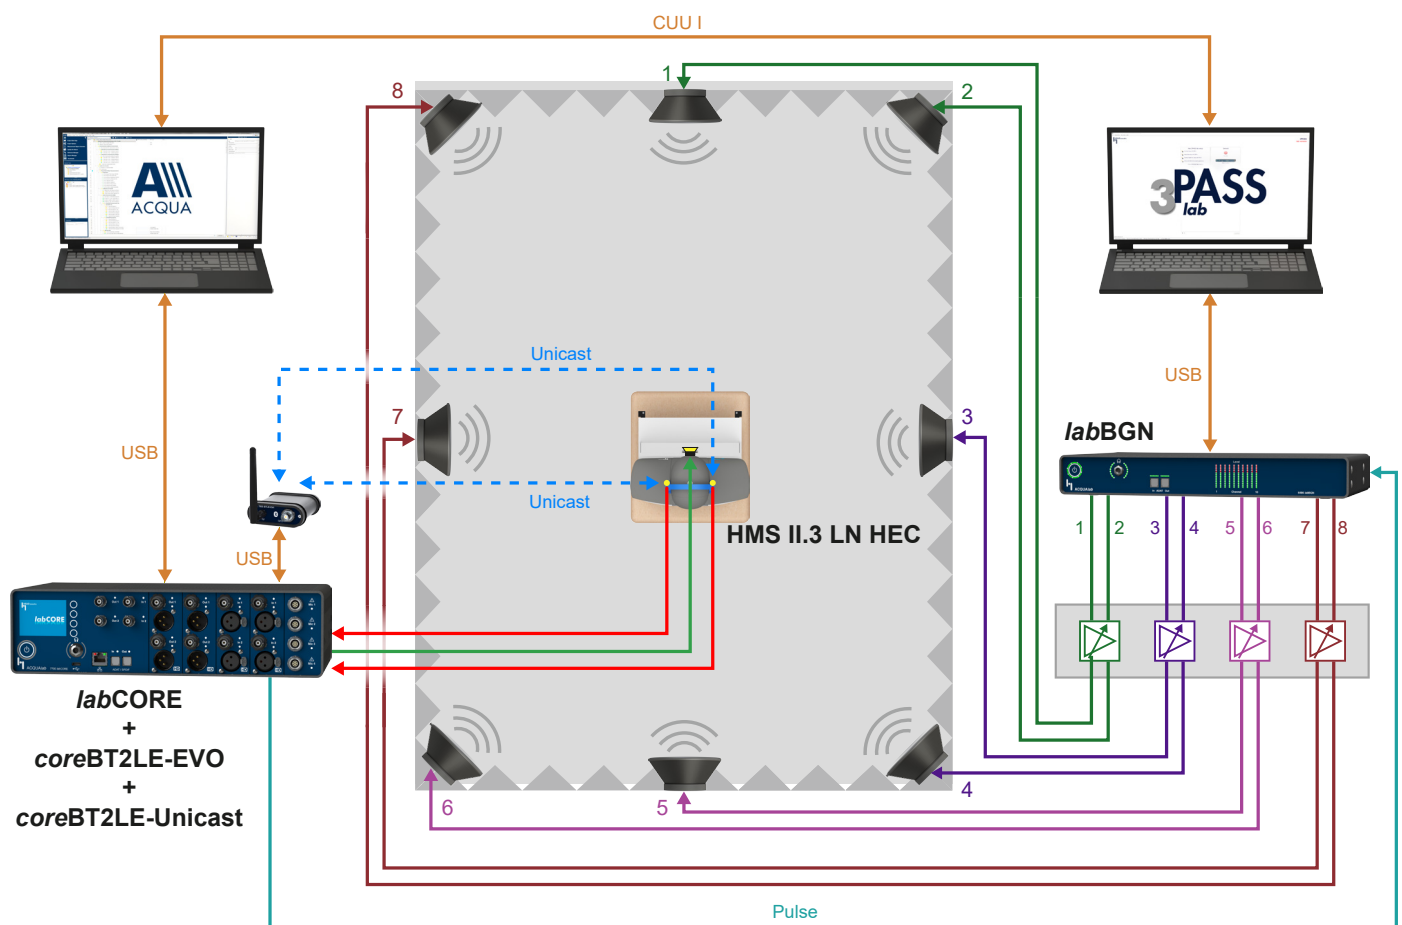 CUU I
1
2
8
ACQUA
3PASS
lab
Unicast
7
3
USB
USB
labBGN
Unicast
USB
HMS II.3 LN HEC
1
2
3
4
5
6
7
8
labCORE
labCORE
+
coreBT2LE-EVO
+
coreBT2LE-Unicast
6
5
4
Pulse